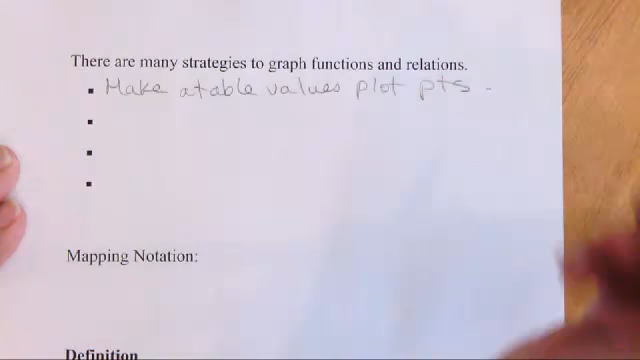 There are many strategies to graph functions and relations.
▪ Make a table values plot pts -
▪
▪
▪
Mapping Notation:
Definition